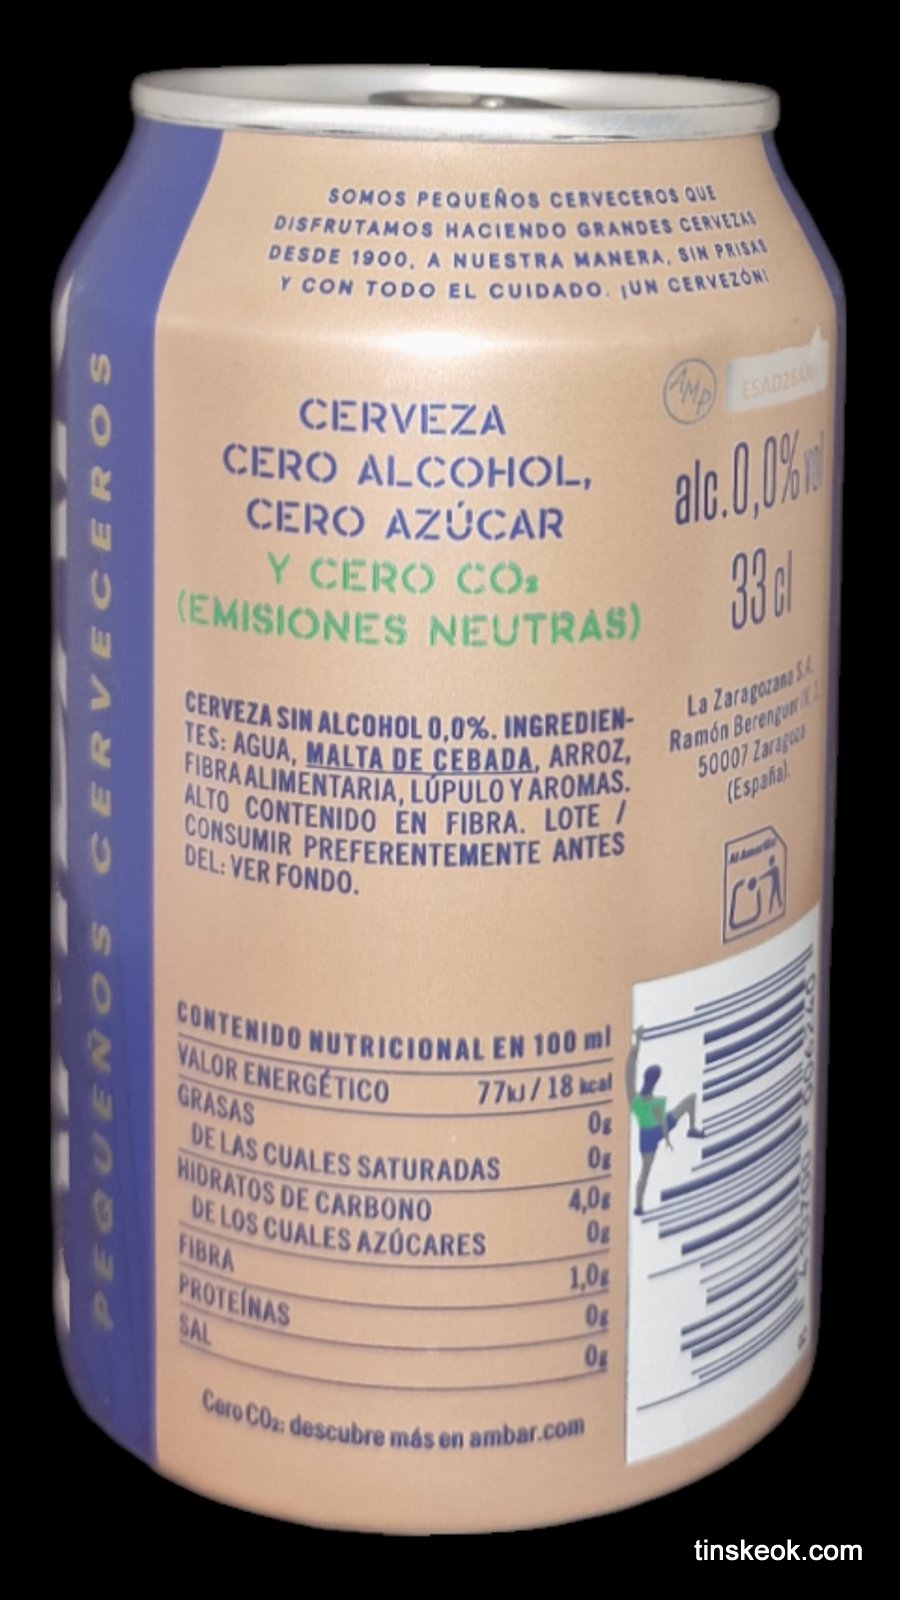 SOMOS PEQUEÑOS CERVECEROS QUE
DISFRUTAMOS HACIENDO GRANDES CERVEZAS
DESDE 1900, A NUESTRA MANERA, SIN PRISAS
Y CON TODO EL CUIDADO. ¡UN CERVEZÓN!
PEQUEÑOS CERVECEROS
CERVEZA
CERO ALCOHOL,
CERO AZÚCAR
Y CERO CO₂
(EMISIONES NEUTRAS)
AMP
alc.0,0% vol
33 cl
La Zaragozana S.A.
Ramón Berenguer
50007 Zaragoza
(España).
Al Amarillo
CERVEZA SIN ALCOHOL 0,0%. INGREDIEN-
TES: AGUA, MALTA DE CEBADA, ARROZ,
FIBRA ALIMENTARIA, LÚPULO Y AROMAS.
ALTO CONTENIDO EN FIBRA. LOTE /
CONSUMIR PREFERENTEMENTE ANTES
DEL: VER FONDO.
CONTENIDO NUTRICIONAL EN 100 ml
VALOR ENERGÉTICO 77kJ / 18 kcal
GRASAS 0g
DE LAS CUALES SATURADAS 0g
HIDRATOS DE CARBONO 4,0g
DE LOS CUALES AZÚCARES 0g
FIBRA 1,0g
PROTEÍNAS 0g
SAL 0g
Cero CO₂: descubre más en ambar.com
tinskeok.com